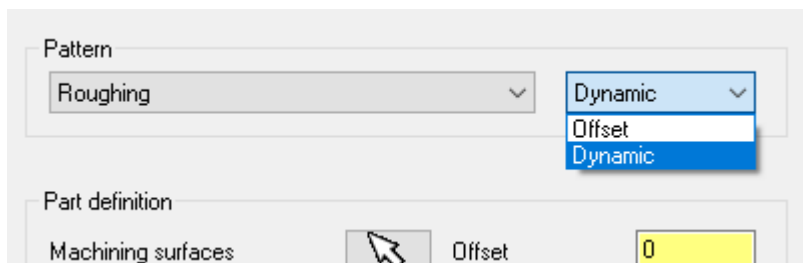 Pattern
Roughing Dynamic
Offset
Dynamic
Part definition
Machining surfaces Offset 0